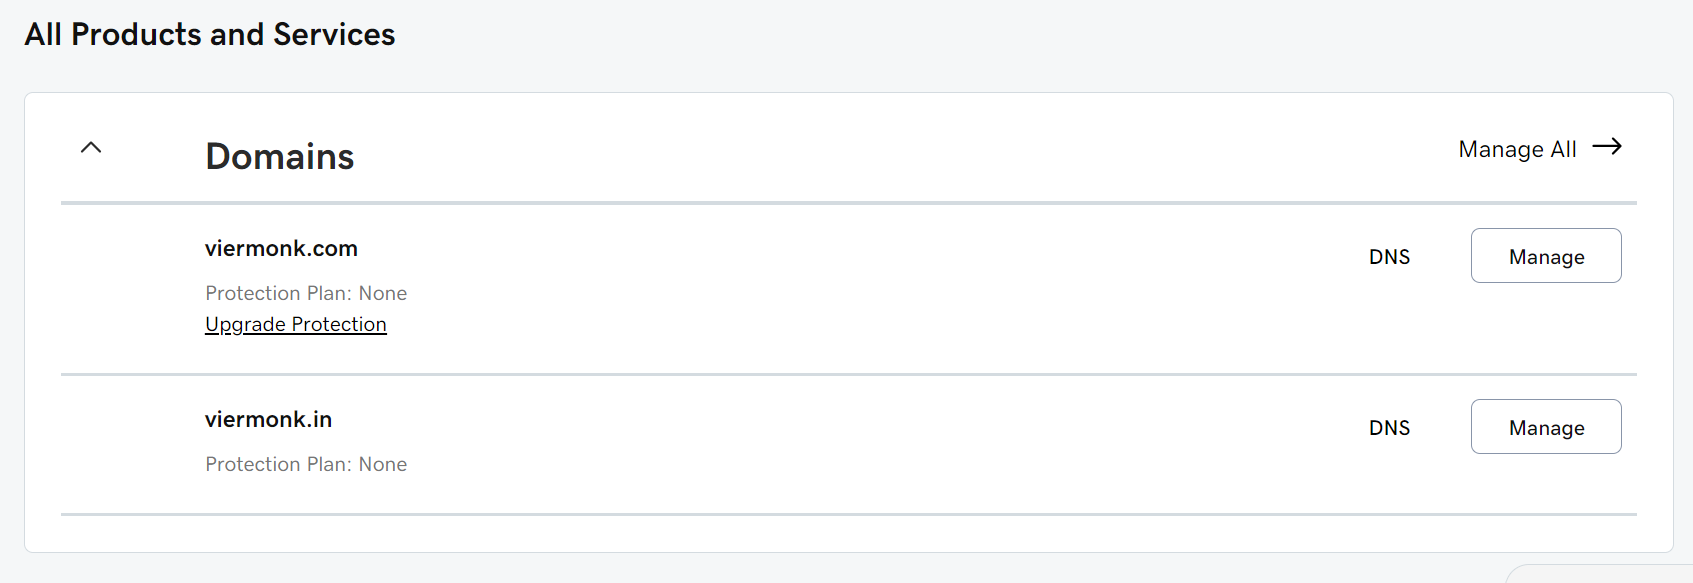 All Products and Services
Domains
Manage All
viermonk.com
DNS
Manage
Protection Plan: None
Upgrade Protection
viermonk.in
DNS
Manage
Protection Plan: None